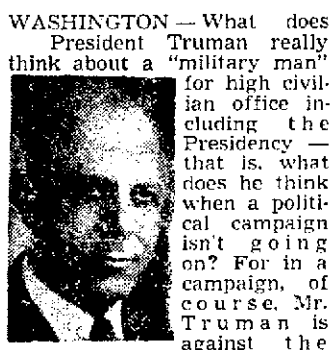 WASHINGTON — What does
President Truman really
think about a "military man"
for high civil-
ian office in-
cluding the
Presidency —
that is, what
does he think
when a politi-
cal campaign
isn't going
on? For in a
campaign, of
course, Mr.
Truman is
against the